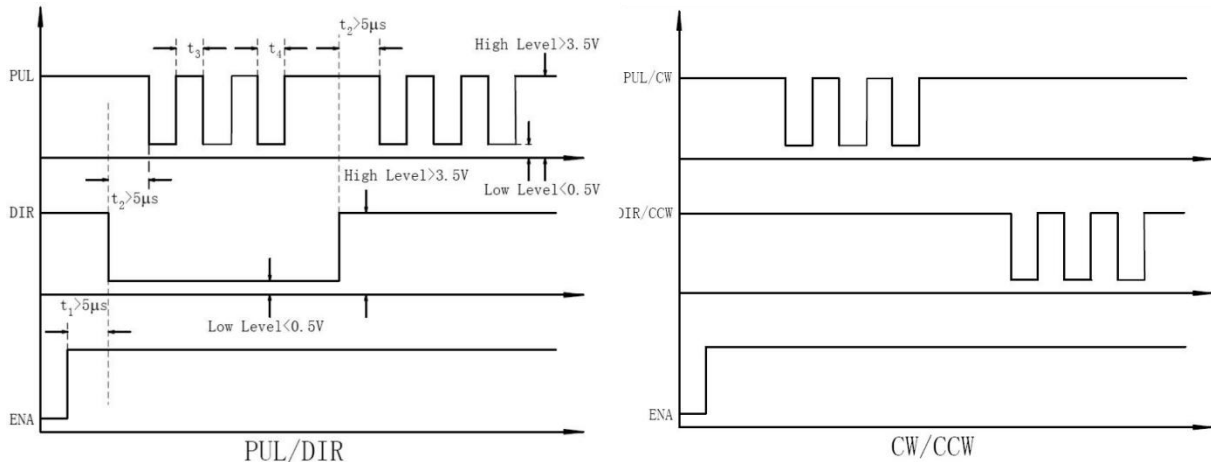 t₂>5μs
t₃
t₄
High Level>3.5V
PUL
Low Level<0.5V
High Level>3.5V
t₂>5μs
DIR
t₁>5μs
Low Level<0.5V
ENA
PUL/DIR
PUL/CW
DIR/CCW
ENA
CW/CCW